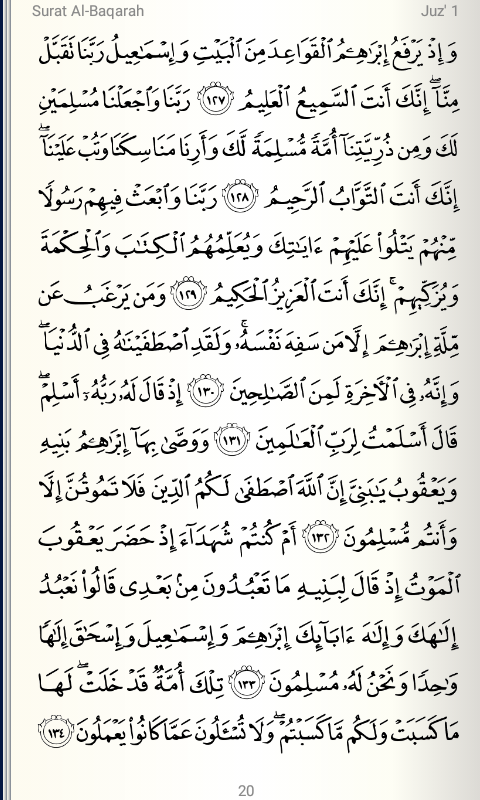 Surat Al-Baqarah Juz' 1
وَإِذْ يَرْفَعُ إِبْرَٰهِـۧمُ ٱلْقَوَاعِدَ مِنَ ٱلْبَيْتِ وَإِسْمَٰعِيلُ رَبَّنَا تَقَبَّلْ
مِنَّآ ۖ إِنَّكَ أَنتَ ٱلسَّمِيعُ ٱلْعَلِيمُ ١٢٧ رَبَّنَا وَٱجْعَلْنَا مُسْلِمَيْنِ
لَكَ وَمِن ذُرِّيَّتِنَآ أُمَّةً مُّسْلِمَةً لَّكَ وَأَرِنَا مَنَاسِكَنَا وَتُبْ عَلَيْنَآ ۖ
إِنَّكَ أَنتَ ٱلتَّوَّابُ ٱلرَّحِيمُ ١٢٨ رَبَّنَا وَٱبْعَثْ فِيهِمْ رَسُولًا
مِّنْهُمْ يَتْلُوا۟ عَلَيْهِمْ ءَايَٰتِكَ وَيُعَلِّمُهُمُ ٱلْكِتَٰبَ وَٱلْحِكْمَةَ
وَيُزَكِّيهِمْ ۚ إِنَّكَ أَنتَ ٱلْعَزِيزُ ٱلْحَكِيمُ ١٢٩ وَمَن يَرْغَبُ عَن
مِّلَّةِ إِبْرَٰهِـۧمَ إِلَّا مَن سَفِهَ نَفْسَهُۥ ۚ وَلَقَدِ ٱصْطَفَيْنَٰهُ فِى ٱلدُّنْيَا ۖ
وَإِنَّهُۥ فِى ٱلْءَاخِرَةِ لَمِنَ ٱلصَّٰلِحِينَ ١٣٠ إِذْ قَالَ لَهُۥ رَبُّهُۥٓ أَسْلِمْ ۖ
قَالَ أَسْلَمْتُ لِرَبِّ ٱلْعَٰلَمِينَ ١٣١ وَوَصَّىٰ بِهَآ إِبْرَٰهِـۧمُ بَنِيهِ
وَيَعْقُوبُ يَٰبَنِىَّ إِنَّ ٱللَّهَ ٱصْطَفَىٰ لَكُمُ ٱلدِّينَ فَلَا تَمُوتُنَّ إِلَّا
وَأَنتُم مُّسْلِمُونَ ١٣٢ أَمْ كُنتُمْ شُهَدَآءَ إِذْ حَضَرَ يَعْقُوبَ
ٱلْمَوْتُ إِذْ قَالَ لِبَنِيهِ مَا تَعْبُدُونَ مِنۢ بَعْدِى قَالُوا۟ نَعْبُدُ
إِلَٰهَكَ وَإِلَٰهَ ءَابَآئِكَ إِبْرَٰهِـۧمَ وَإِسْمَٰعِيلَ وَإِسْحَٰقَ إِلَٰهًا
وَٰحِدًا وَنَحْنُ لَهُۥ مُسْلِمُونَ ١٣٣ تِلْكَ أُمَّةٌ قَدْ خَلَتْ ۖ لَهَا
مَا كَسَبَتْ وَلَكُم مَّا كَسَبْتُمْ ۖ وَلَا تُسْـَٔلُونَ عَمَّا كَانُوا۟ يَعْمَلُونَ ١٣٤
20